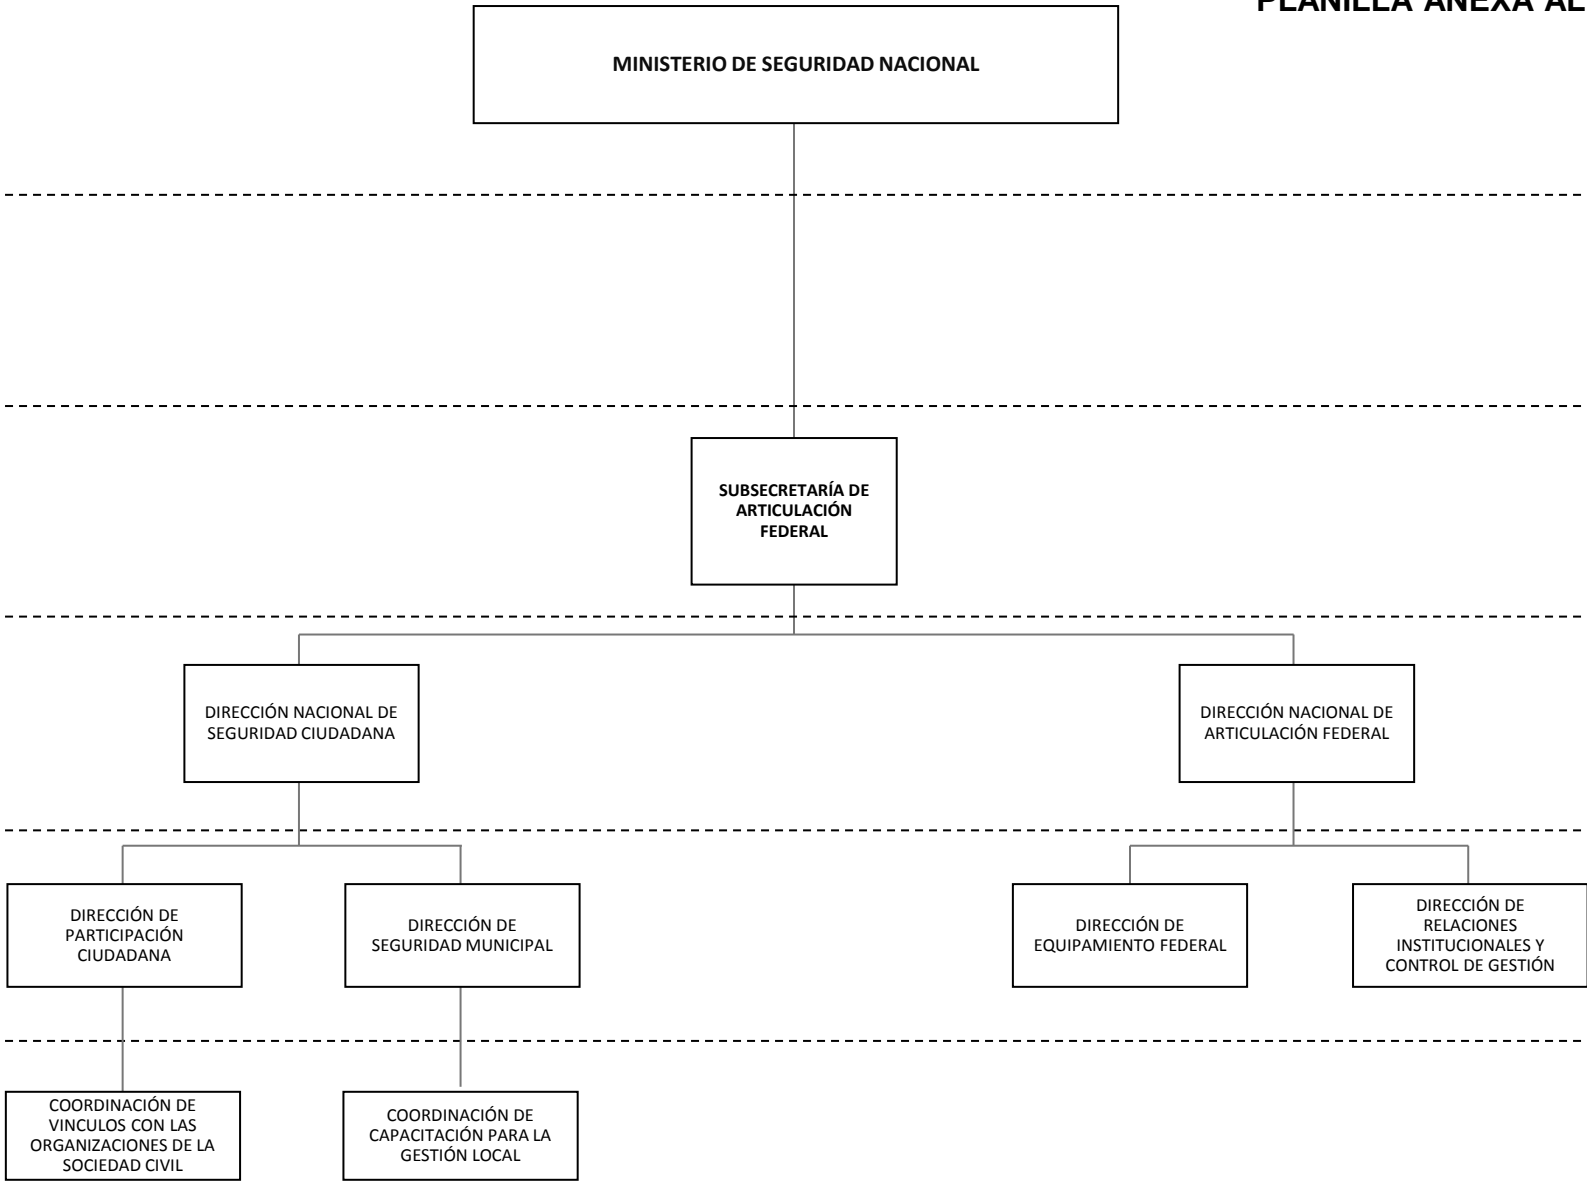 PLANILLA ANEXA AL
MINISTERIO DE SEGURIDAD NACIONAL
SUBSECRETARÍA DE
ARTICULACIÓN
FEDERAL
DIRECCIÓN NACIONAL DE
SEGURIDAD CIUDADANA
DIRECCIÓN NACIONAL DE
ARTICULACIÓN FEDERAL
DIRECCIÓN DE
PARTICIPACIÓN
CIUDADANA
DIRECCIÓN DE
SEGURIDAD MUNICIPAL
DIRECCIÓN DE
EQUIPAMIENTO FEDERAL
DIRECCIÓN DE
RELACIONES
INSTITUCIONALES Y
CONTROL DE GESTIÓN
COORDINACIÓN DE
VINCULOS CON LAS
ORGANIZACIONES DE LA
SOCIEDAD CIVIL
COORDINACIÓN DE
CAPACITACIÓN PARA LA
GESTIÓN LOCAL